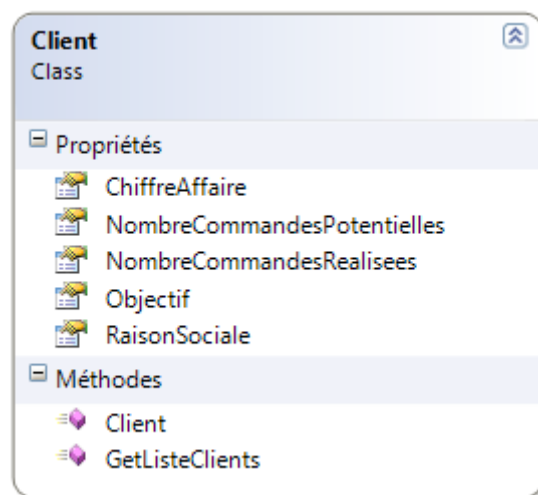 Client
Class
Propriétés
ChiffreAffaire
NombreCommandesPotentielles
NombreCommandesRealisees
Objectif
RaisonSociale
Méthodes
Client
GetListeClients